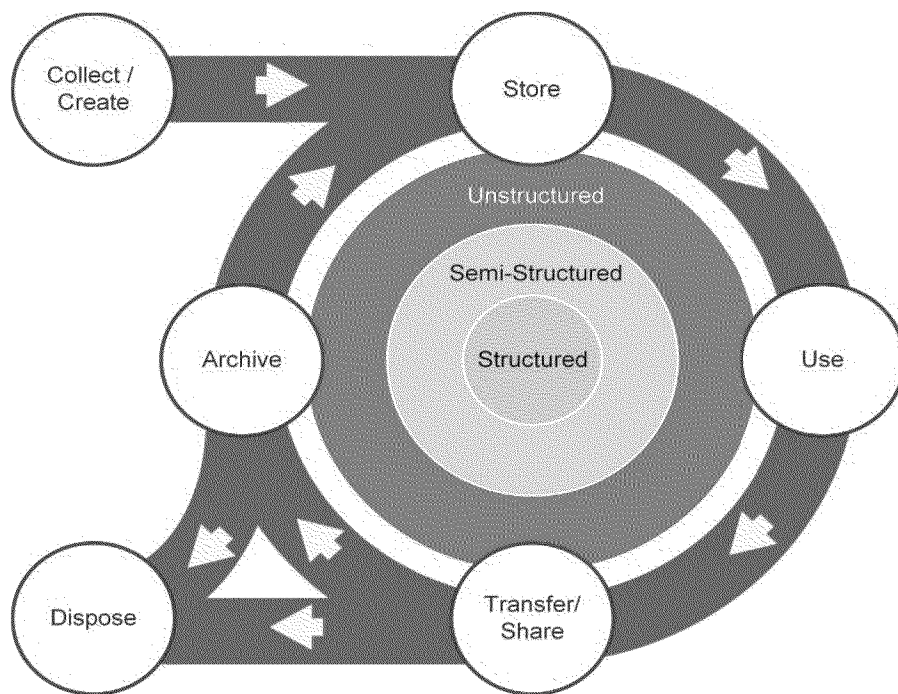 Collect /
Create
Store
Unstructured
Semi-Structured
Structured
Archive
Use
Dispose
Transfer/
Share